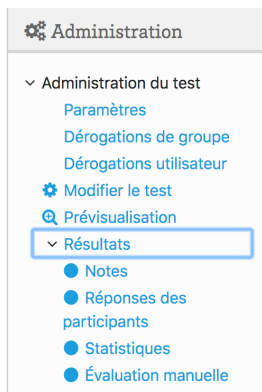 Administration
Administration du test
Paramètres
Dérogations de groupe
Dérogations utilisateur
Modifier le test
Prévisualisation
Résultats
Notes
Réponses des
participants
Statistiques
Évaluation manuelle